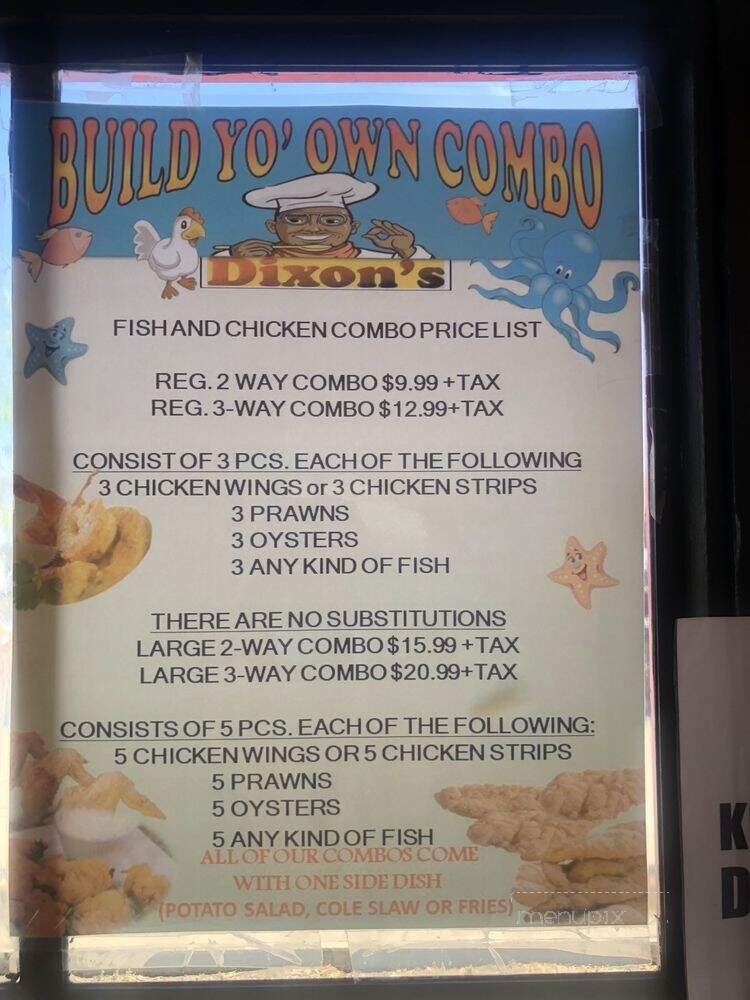 BUILD YO' OWN COMBO
Dixon's
FISH AND CHICKEN COMBO PRICE LIST
REG. 2 WAY COMBO $9.99 +TAX
REG. 3-WAY COMBO $12.99+TAX
CONSIST OF 3 PCS. EACH OF THE FOLLOWING
3 CHICKEN WINGS or 3 CHICKEN STRIPS
3 PRAWNS
3 OYSTERS
3 ANY KIND OF FISH
THERE ARE NO SUBSTITUTIONS
LARGE 2-WAY COMBO $15.99 +TAX
LARGE 3-WAY COMBO $20.99+TAX
CONSISTS OF 5 PCS. EACH OF THE FOLLOWING:
5 CHICKEN WINGS OR 5 CHICKEN STRIPS
5 PRAWNS
5 OYSTERS
5 ANY KIND OF FISH
ALL OF OUR COMBOS COME
WITH ONE SIDE DISH
(POTATO SALAD, COLE SLAW OR FRIES)
menupix